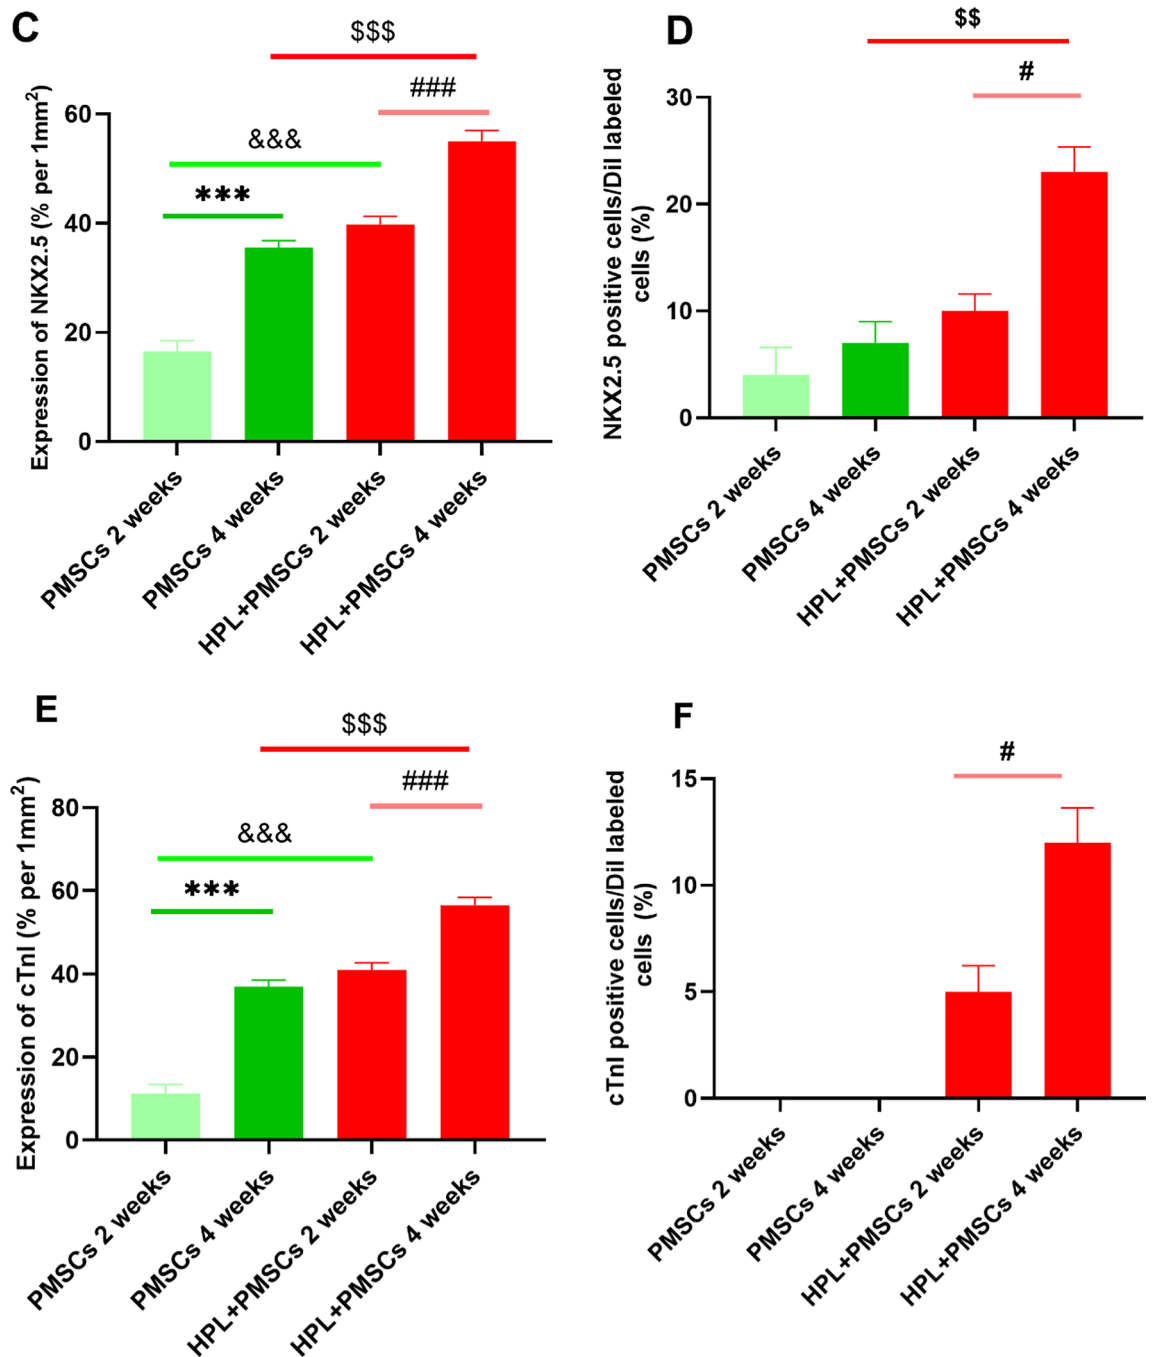 C
$$$
###
&&&
***
Expression of NKX2.5 (% per 1mm²)
60
40
20
0
PMSCs 2 weeks
PMSCs 4 weeks
HPL+PMSCs 2 weeks
HPL+PMSCs 4 weeks
D
$$
#
NKX2.5 positive cells/Dil labeled
cells (%)
30
20
10
0
PMSCs 2 weeks
PMSCs 4 weeks
HPL+PMSCs 2 weeks
HPL+PMSCs 4 weeks
E
$$$
###
&&&
***
Expression of cTnI (% per 1mm²)
80
60
40
20
0
PMSCs 2 weeks
PMSCs 4 weeks
HPL+PMSCs 2 weeks
HPL+PMSCs 4 weeks
F
#
cTnI positive cells/Dil labeled
cells (%)
15
10
5
0
PMSCs 2 weeks
PMSCs 4 weeks
HPL+PMSCs 2 weeks
HPL+PMSCs 4 weeks